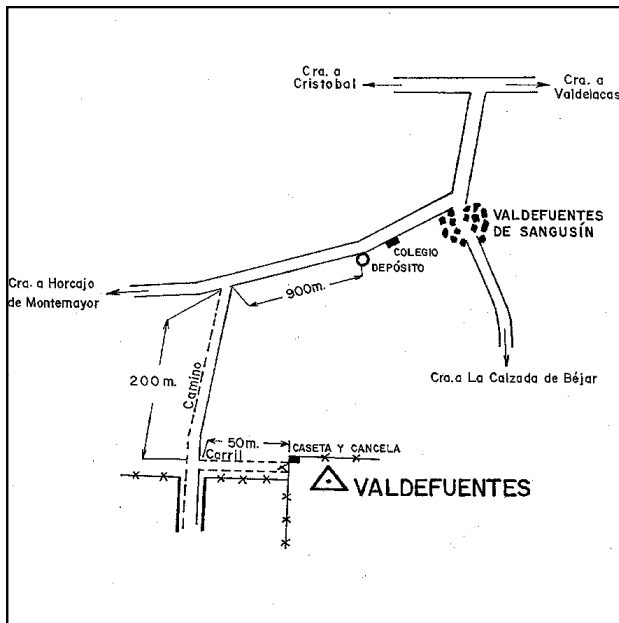 Cra. a
Cristobal
Cra. a
Valdelacas
VALDEFUENTES
DE SANGUSÍN
COLEGIO
DEPÓSITO
900m.
Cra. a Horcajo
de Montemayor
Cra.a La Calzada de Béjar
200m.
Camino
50m.
Carril
CASETA Y CANCELA
VALDEFUENTES